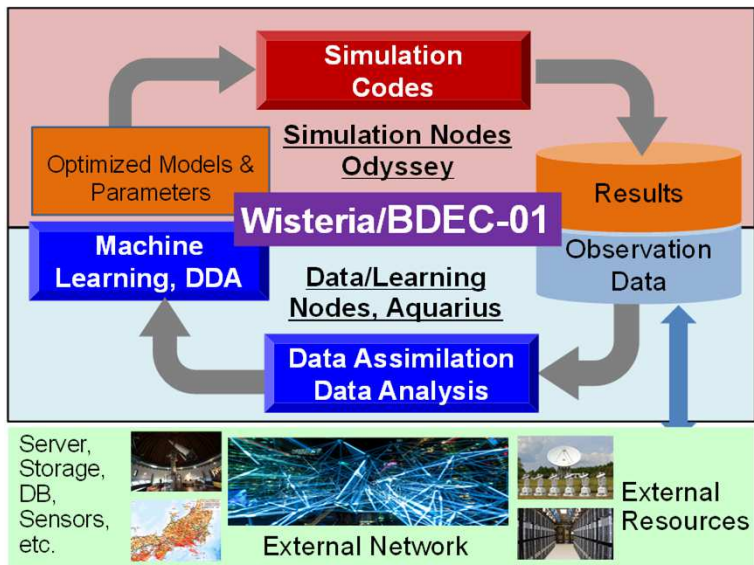 Simulation
Codes
Optimized Models &
Parameters
Simulation Nodes
Odyssey
Results
Wisteria/BDEC-01
Machine
Learning, DDA
Observation
Data
Data/Learning
Nodes, Aquarius
Data Assimilation
Data Analysis
Server,
Storage,
DB,
Sensors,
etc.
External Network
External
Resources